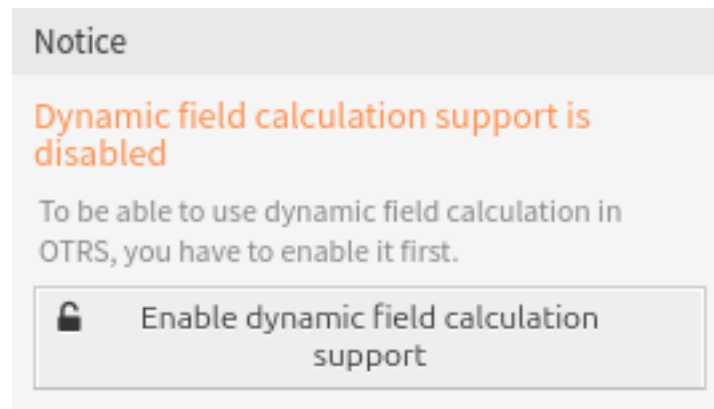 Notice
Dynamic field calculation support is
disabled
To be able to use dynamic field calculation in
OTRS, you have to enable it first.
Enable dynamic field calculation
support